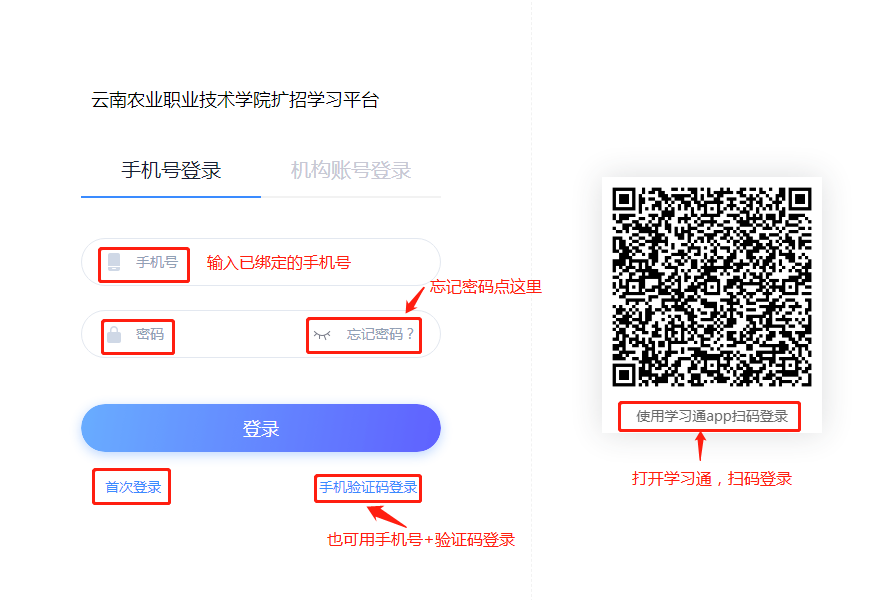 云南农业职业技术学院扩招学习平台
手机号登录
机构账号登录
手机号
输入已绑定的手机号
忘记密码点这里
密码
忘记密码？
登录
首次登录
手机验证码登录
也可用手机号+验证码登录
使用学习通app扫码登录
打开学习通，扫码登录